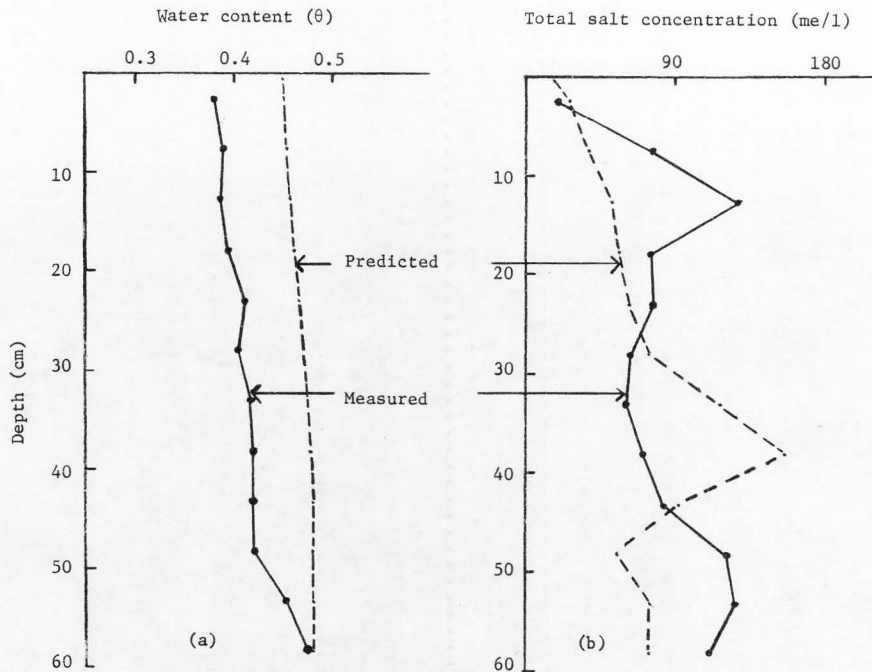 Water content (θ)
0.3 0.4 0.5
10
20
30
40
50
60
Depth (cm)
(a)
Predicted
Measured
Total salt concentration (me/l)
90 180
10
20
30
40
50
60
(b)